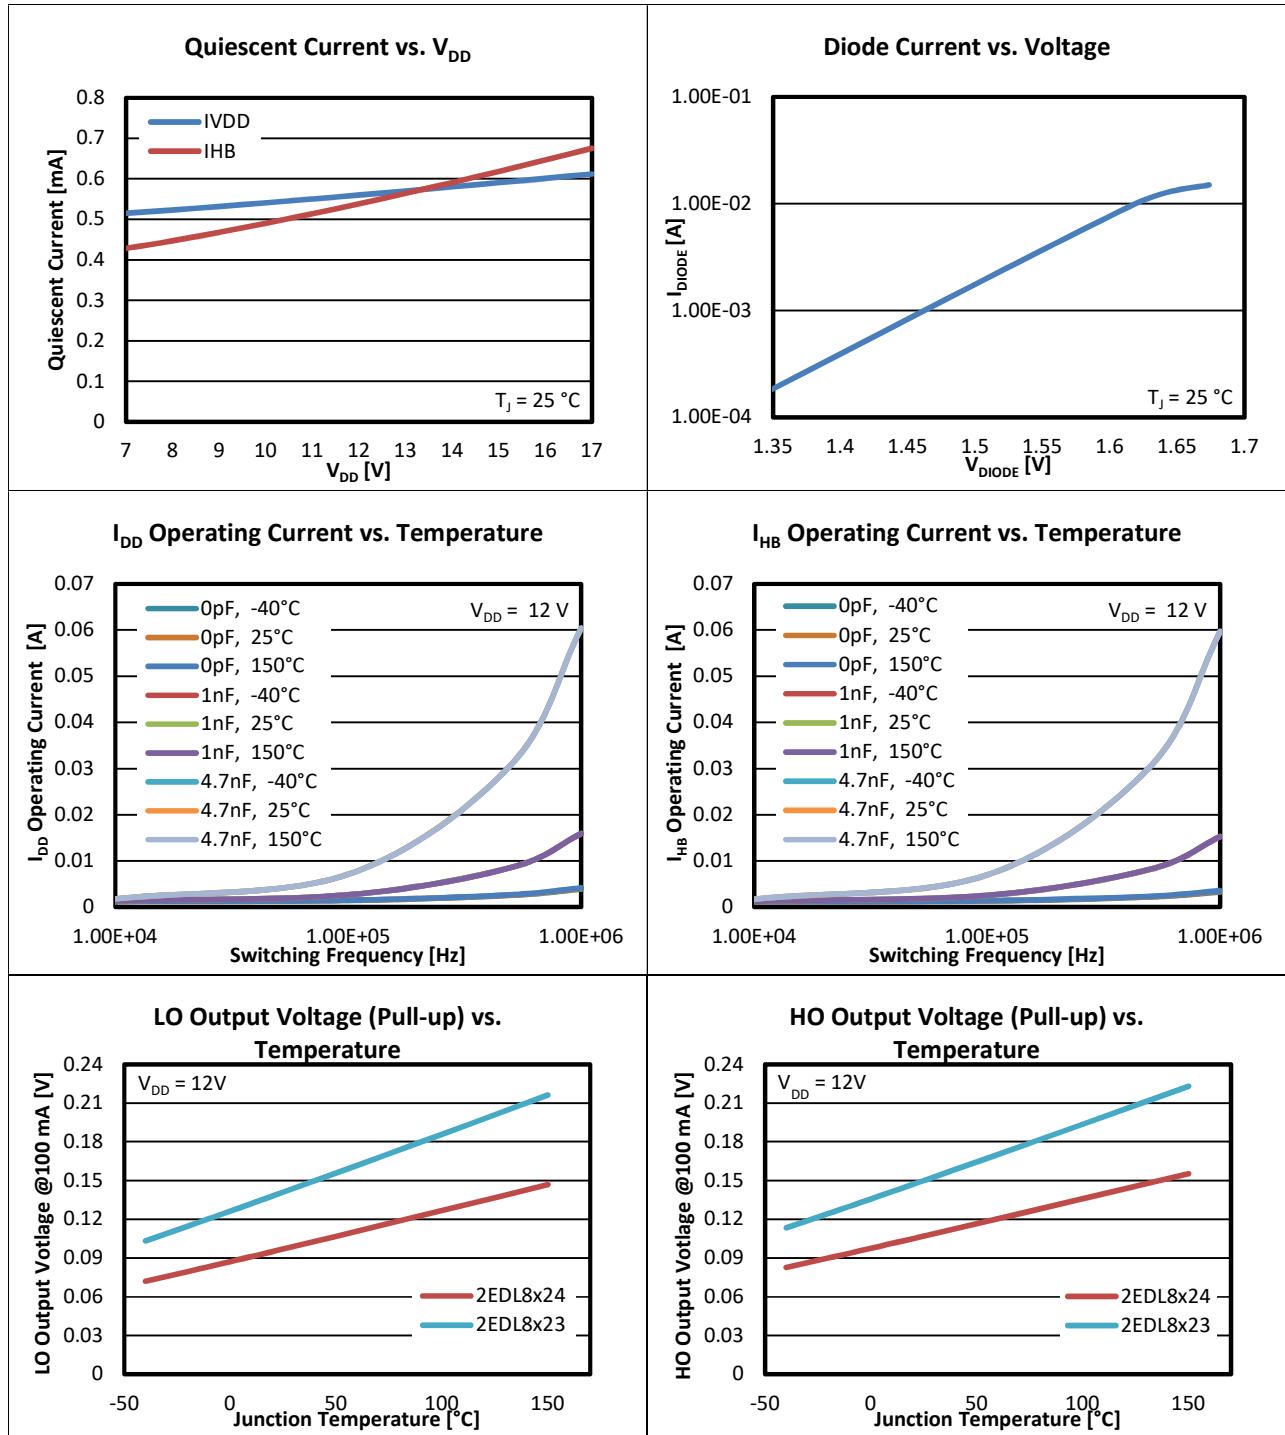 Quiescent Current vs. VDD
Quiescent Current [mA]
0.8
0.7
0.6
0.5
0.4
0.3
0.2
0.1
0
IVDD
IHB
TJ = 25 °C
7 8 9 10 11 12 13 14 15 16 17
VDD [V]
Diode Current vs. Voltage
IDIODE [A]
1.00E-01
1.00E-02
1.00E-03
1.00E-04
TJ = 25 °C
1.35 1.4 1.45 1.5 1.55 1.6 1.65 1.7
VDIODE [V]
IDD Operating Current vs. Temperature
IDD Operating Current [A]
0.07
0.06
0.05
0.04
0.03
0.02
0.01
0
0pF, -40°C
0pF, 25°C
0pF, 150°C
1nF, -40°C
1nF, 25°C
1nF, 150°C
4.7nF, -40°C
4.7nF, 25°C
4.7nF, 150°C
VDD = 12 V
1.00E+04 1.00E+05 1.00E+06
Switching Frequency [Hz]
IHB Operating Current vs. Temperature
IHB Operating Current [A]
0.07
0.06
0.05
0.04
0.03
0.02
0.01
0
0pF, -40°C
0pF, 25°C
0pF, 150°C
1nF, -40°C
1nF, 25°C
1nF, 150°C
4.7nF, -40°C
4.7nF, 25°C
4.7nF, 150°C
VDD = 12 V
1.00E+04 1.00E+05 1.00E+06
Switching Frequency [Hz]
LO Output Voltage (Pull-up) vs.
Temperature
LO Output Votlage @100 mA [V]
0.24
0.21
0.18
0.15
0.12
0.09
0.06
0.03
0
VDD = 12V
2EDL8x24
2EDL8x23
-50 0 50 100 150
Junction Temperature [°C]
HO Output Voltage (Pull-up) vs.
Temperature
HO Output Votlage @100 mA [V]
0.24
0.21
0.18
0.15
0.12
0.09
0.06
0.03
0
VDD = 12V
2EDL8x24
2EDL8x23
-50 0 50 100 150
Junction Temperature [°C]